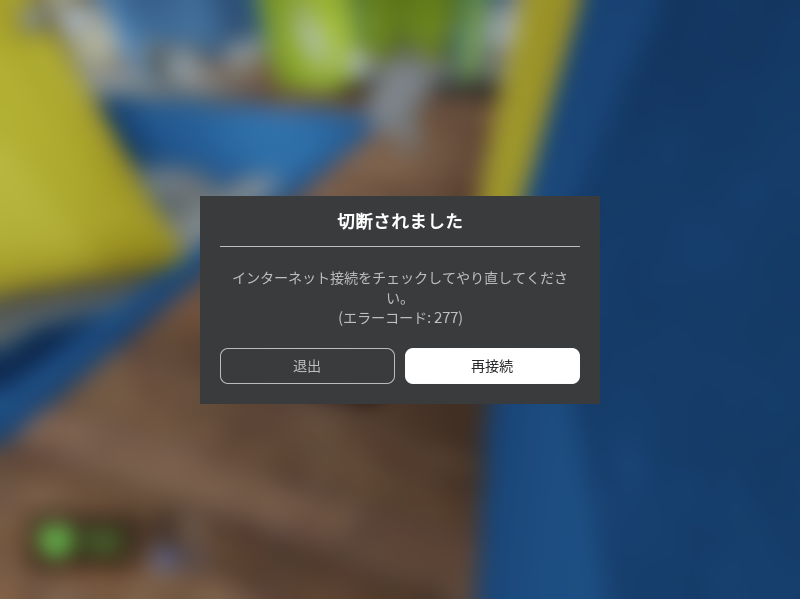 切断されました
インターネット接続をチェックしてやり直してくださ
い。
(エラーコード: 277)
退出
再接続